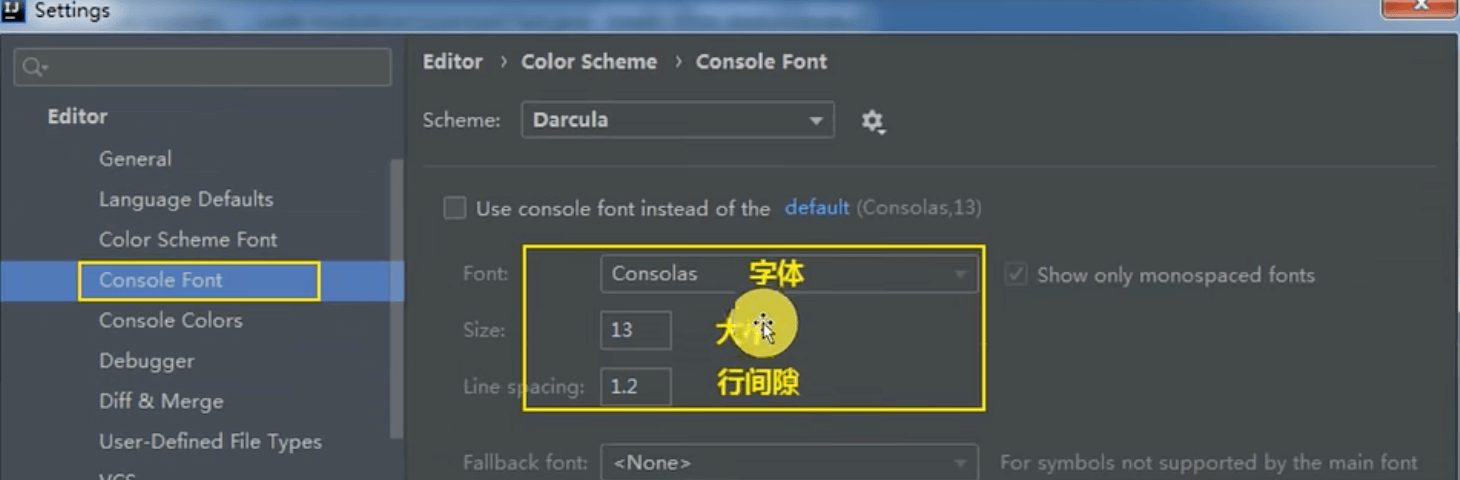 Settings
Editor
General
Language Defaults
Color Scheme Font
Console Font
Console Colors
Debugger
Diff & Merge
User-Defined File Types
Editor › Color Scheme › Console Font
Scheme: Darcula
Use console font instead of the default (Consolas,13)
Font: Consolas 字体 Show only monospaced fonts
Size: 13 大
Line spacing: 1.2 行间隙
Fallback font: <None> For symbols not supported by the main font